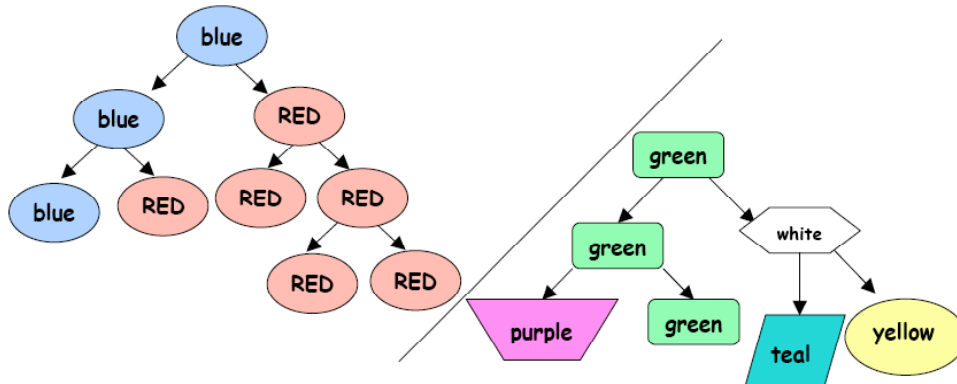 blue
blue
RED
blue
RED
RED
RED
RED
RED
green
green
white
purple
green
teal
yellow